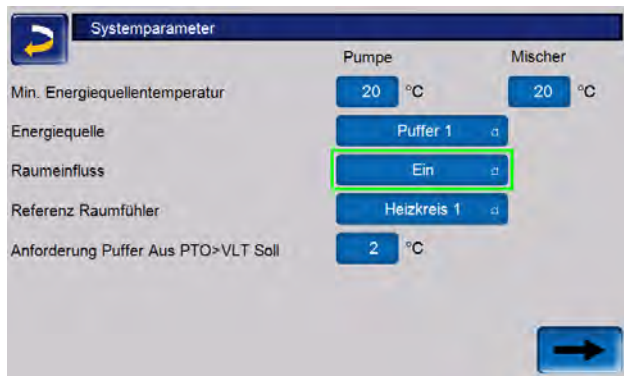 Systemparameter
Pumpe Mischer
Min. Energiequellentemperatur 20 °C 20 °C
Energiequelle Puffer 1
Raumeinfluss Ein
Referenz Raumfühler Heizkreis 1
Anforderung Puffer Aus PTO>VLT Soll 2 °C